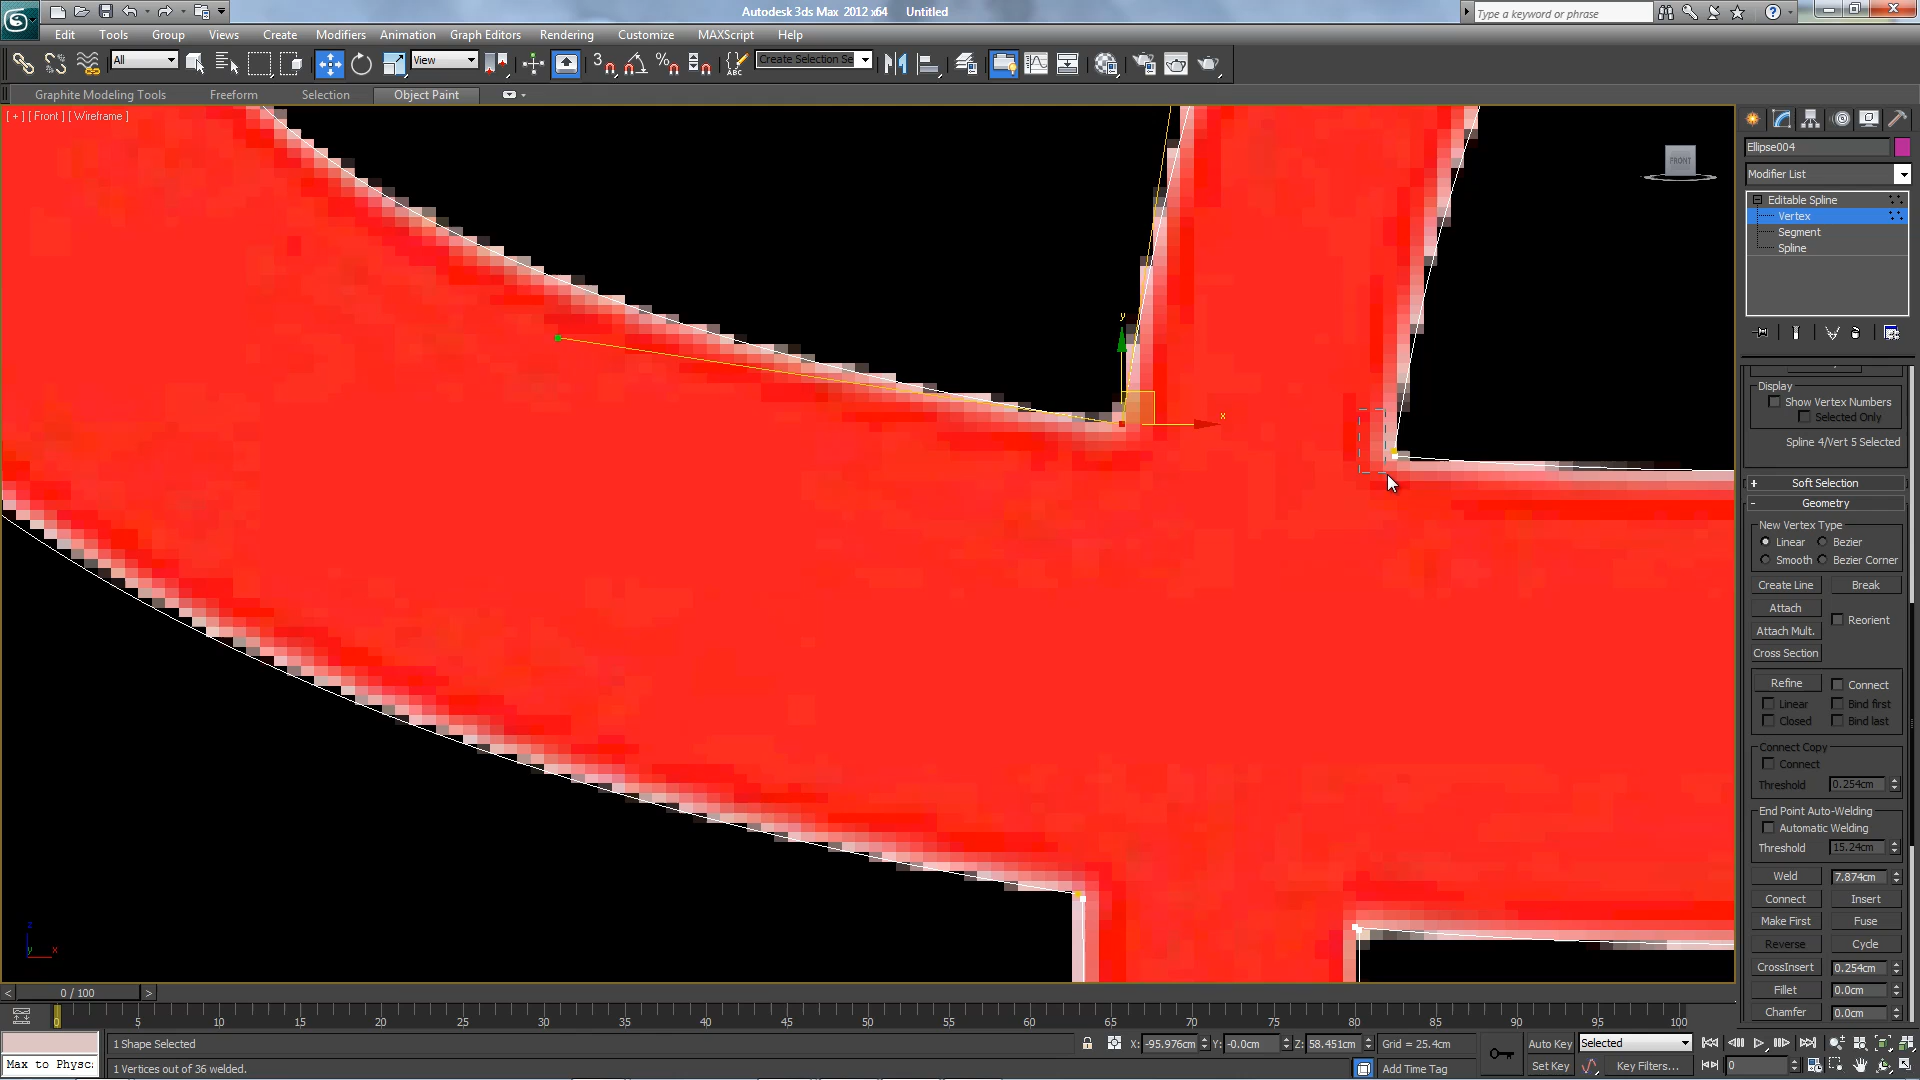 Autodesk 3ds Max 2012 x64 Untitled
Type a keyword or phrase
Edit Tools Group Views Create Modifiers Animation Graph Editors Rendering Customize MAXScript Help
All View Create Selection Se
Graphite Modeling Tools Freeform Selection Object Paint
[ + ] [ Front ] [ Wireframe ]
FRONT
Ellipse004
Modifier List
Editable Spline
Vertex
Segment
Spline
y
x
Display
Show Vertex Numbers
Selected Only
Spline 4/Vert 5 Selected
+ Soft Selection
- Geometry
New Vertex Type
Linear Bezier
Smooth Bezier Corner
Create Line Break
Attach
Reorient
Attach Mult.
Cross Section
Refine Connect
Linear Bind first
Closed Bind last
Connect Copy
Connect
Threshold 0.254cm
End Point Auto-Welding
Automatic Welding
Threshold 15.24cm
Weld 7.874cm
Connect Insert
Make First Fuse
Reverse Cycle
CrossInsert 0.254cm
Fillet 0.0cm
Chamfer 0.0cm
z
y x
< 0 / 100 >
0 5 10 15 20 25 30 35 40 45 50 55 60 65 70 75 80 85 90 95 100
1 Shape Selected X: -95.976cm Y: -0.0cm Z: 58.451cm Grid = 25.4cm Auto Key Selected
Max to Physc: 1 Vertices out of 36 welded. Add Time Tag Set Key Key Filters... 0